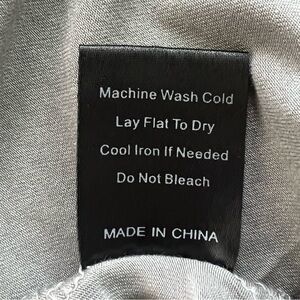 Machine Wash Cold
Lay Flat To Dry
Cool Iron If Needed
Do Not Bleach
MADE IN CHINA